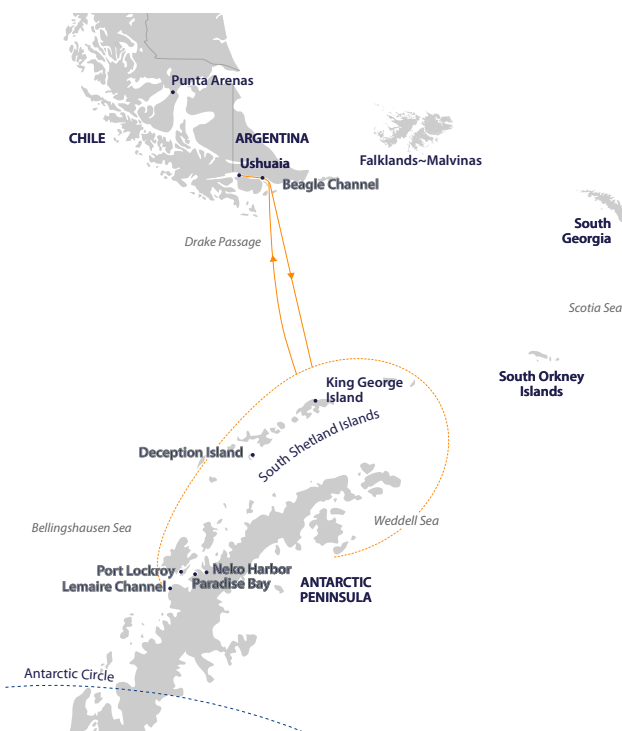 Punta Arenas
CHILE
ARGENTINA
Falklands~Malvinas
Ushuaia
Beagle Channel
South
Georgia
Drake Passage
Scotia Sea
South Orkney
Islands
King George
Island
South Shetland Islands
Deception Island
Weddell Sea
Bellingshausen Sea
Port Lockroy
Neko Harbor
Lemaire Channel
Paradise Bay
ANTARCTIC
PENINSULA
Antarctic Circle